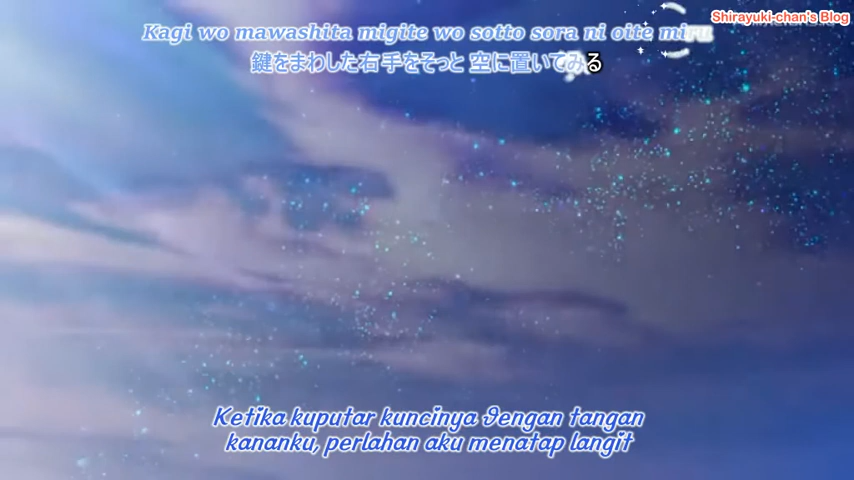 Shirayuki-chan's Blog
Kagi wo mawashita migite wo sotto sora ni oite miru
鍵をまわした右手をそっと 空に置いてみる
Ketika kuputar kuncinya dengan tangan
kananku, perlahan aku menatap langit